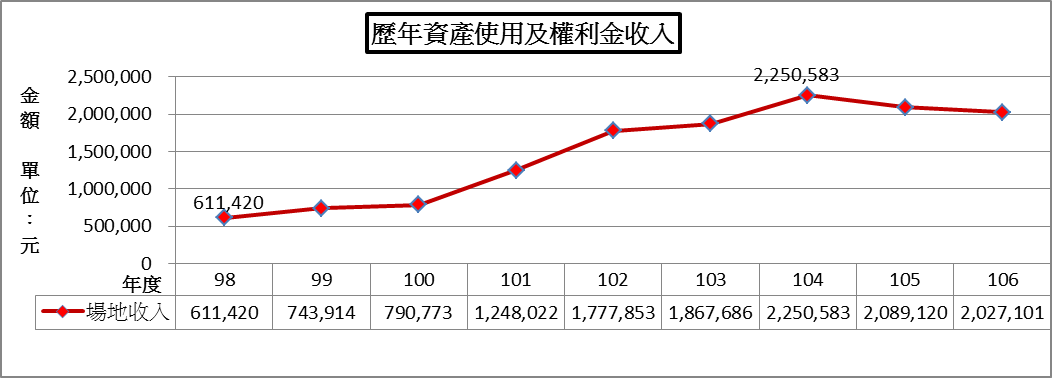 歷年資產使用及權利金收入
金額 單位：元
2,500,000
2,000,000
1,500,000
1,000,000
500,000
0
611,420
2,250,583
年度 98 99 100 101 102 103 104 105 106
場地收入 611,420 743,914 790,773 1,248,022 1,777,853 1,867,686 2,250,583 2,089,120 2,027,101